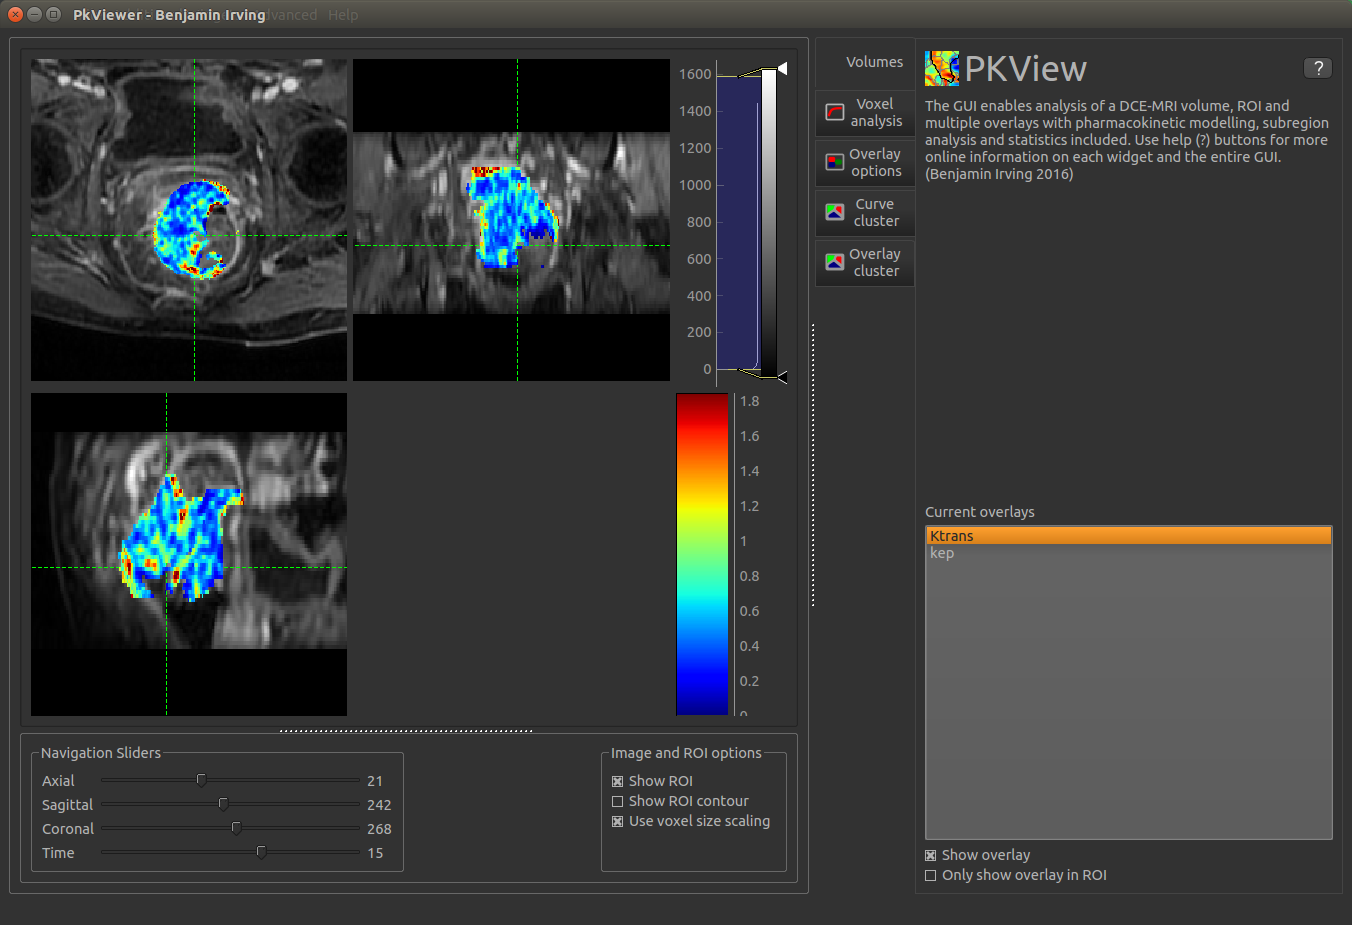 PkViewer - Benjamin Irving
Advanced Help
1600
1400
1200
1000
800
600
400
200
0
1.8
1.6
1.4
1.2
1
0.8
0.6
0.4
0.2
0
Navigation Sliders
Axial 21
Sagittal 242
Coronal 268
Time 15
Image and ROI options
Show ROI
Show ROI contour
Use voxel size scaling
Volumes
Voxel
analysis
Overlay
options
Curve
cluster
Overlay
cluster
PKView
?
The GUI enables analysis of a DCE-MRI volume, ROI and
multiple overlays with pharmacokinetic modelling, subregion
analysis and statistics included. Use help (?) buttons for more
online information on each widget and the entire GUI.
(Benjamin Irving 2016)
Current overlays
Ktrans
kep
Show overlay
Only show overlay in ROI